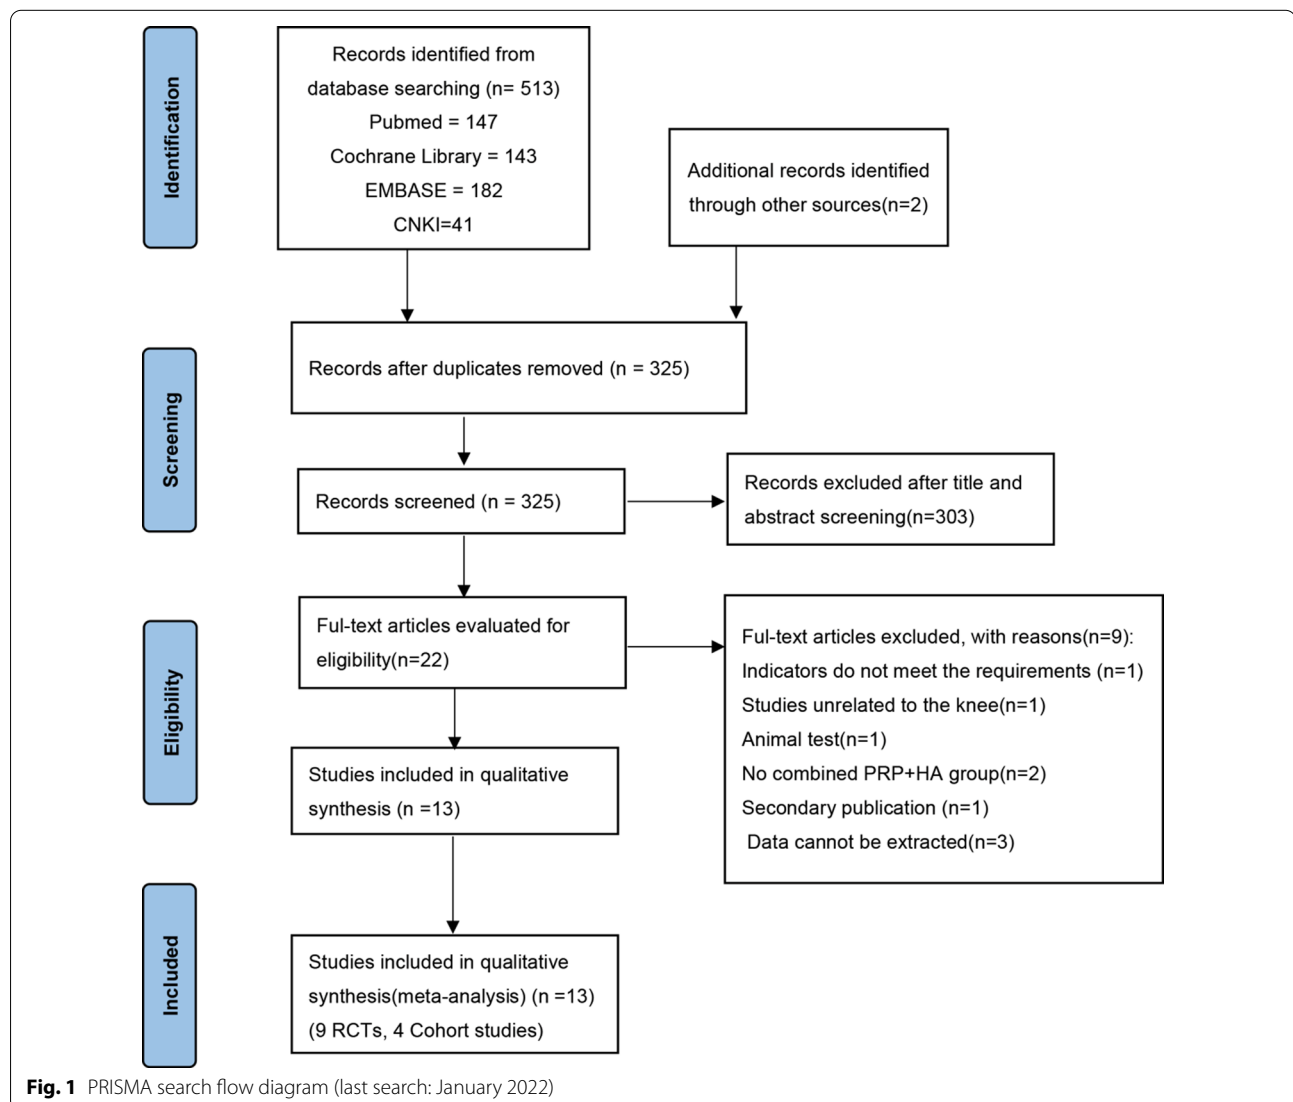 Identification
Records identified from
database searching (n= 513)
Pubmed = 147
Cochrane Library = 143
EMBASE = 182
CNKI=41
Additional records identified
through other sources(n=2)
Records after duplicates removed (n = 325)
Screening
Records screened (n = 325)
Records excluded after title and
abstract screening(n=303)
Eligibility
Ful-text articles evaluated for
eligibility(n=22)
Ful-text articles excluded, with reasons(n=9):
Indicators do not meet the requirements (n=1)
Studies unrelated to the knee(n=1)
Animal test(n=1)
No combined PRP+HA group(n=2)
Secondary publication (n=1)
Data cannot be extracted(n=3)
Studies included in qualitative
synthesis (n =13)
Included
Studies included in qualitative
synthesis(meta-analysis) (n =13)
(9 RCTs, 4 Cohort studies)
Fig. 1 PRISMA search flow diagram (last search: January 2022)